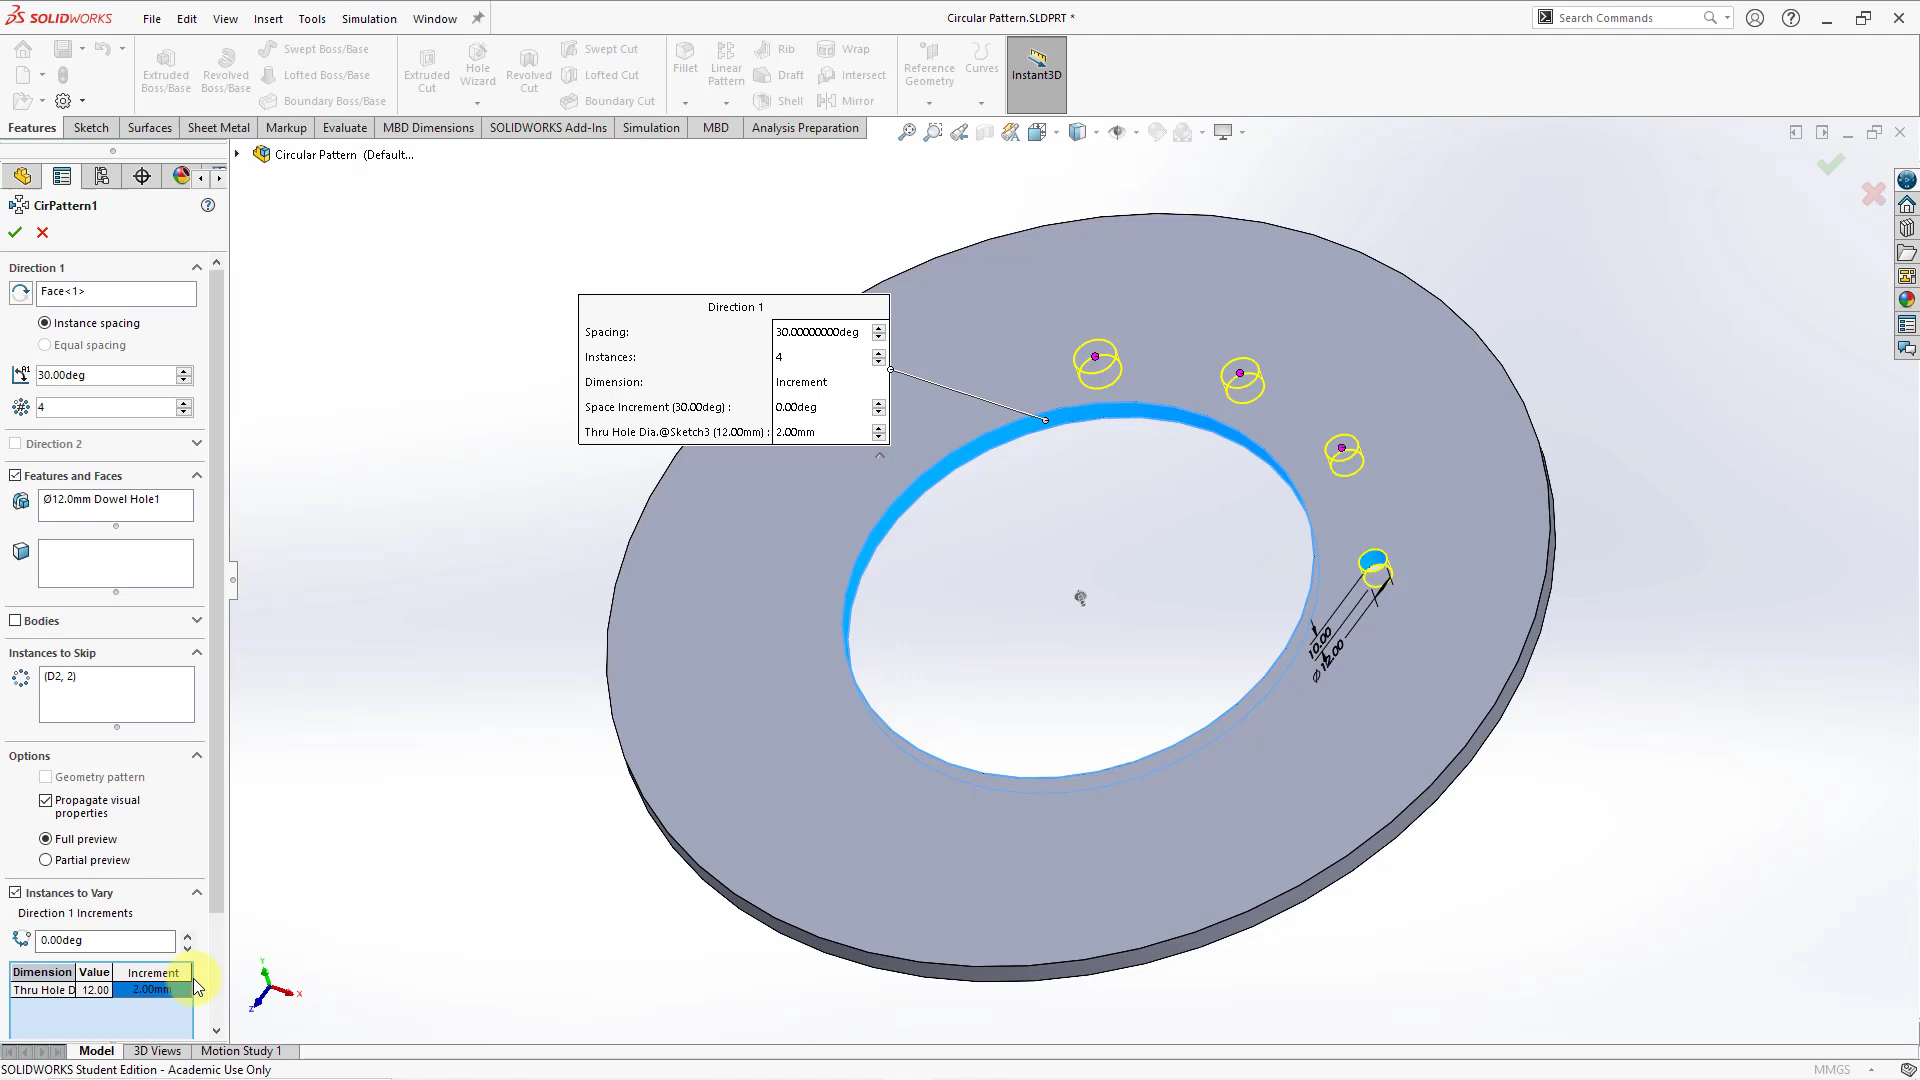 SOLIDWORKS
File Edit View Insert Tools Simulation Window
Circular Pattern.SLDPRT *
Search Commands
Extruded Boss/Base
Revolved Boss/Base
Swept Boss/Base
Lofted Boss/Base
Boundary Boss/Base
Extruded Cut
Hole Wizard
Revolved Cut
Swept Cut
Lofted Cut
Boundary Cut
Fillet
Linear Pattern
Rib
Draft
Shell
Wrap
Intersect
Mirror
Reference Geometry
Curves
Instant3D
Features Sketch Surfaces Sheet Metal Markup Evaluate MBD Dimensions SOLIDWORKS Add-Ins Simulation MBD Analysis Preparation
Circular Pattern (Default...
CirPattern1
Direction 1
Face<1>
Instance spacing
Equal spacing
30.00deg
4
Direction 2
Features and Faces
Ø12.0mm Dowel Hole1
Bodies
Instances to Skip
(D2, 2)
Options
Geometry pattern
Propagate visual
properties
Full preview
Partial preview
Instances to Vary
Direction 1 Increments
0.00deg
Dimension Value Increment
Thru Hole D 12.00 2.00mm
Direction 1
Spacing: 30.00000000deg
Instances: 4
Dimension: Increment
Space Increment (30.00deg) : 0.00deg
Thru Hole Dia.@Sketch3 (12.00mm) : 2.00mm
10.00
Ø 12.00
Y
X
Z
Model 3D Views Motion Study 1
SOLIDWORKS Student Edition - Academic Use Only
MMGS